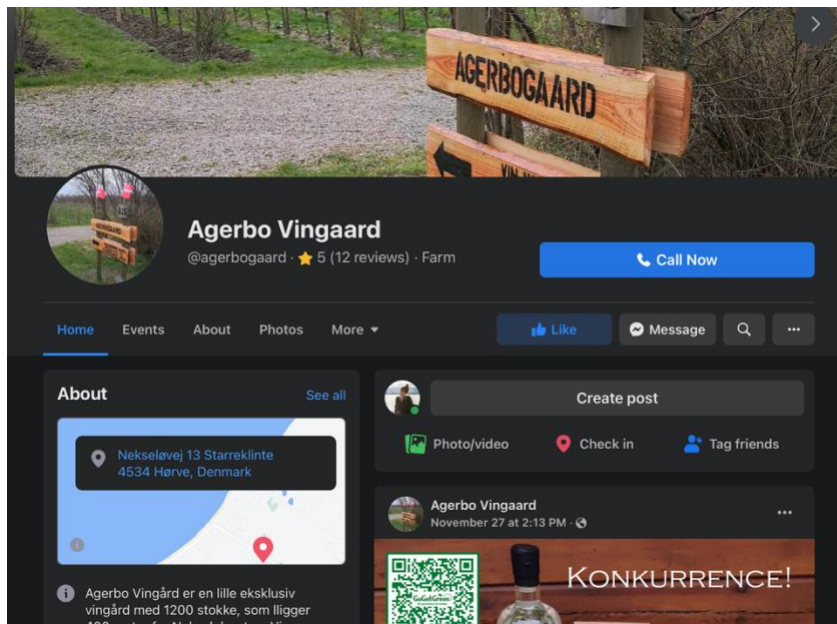 AGERBOGAARD
Agerbo Vingaard
@agerbogaard · 5 (12 reviews) · Farm
Call Now
Home Events About Photos More
Like Message
About
See all
Nekseløvej 13 Starreklinte
4534 Hørve, Denmark
Agerbo Vingård er en lille eksklusiv
vingård med 1200 stokke, som lligger
Create post
Photo/video Check in Tag friends
Agerbo Vingaard
November 27 at 2:13 PM ·
KONKURRENCE!
GoGetGreen